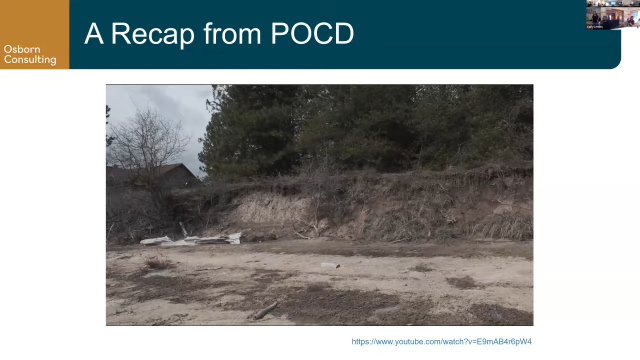 A Recap from POCD
Osborn
Consulting
https://www.youtube.com/watch?v=E9mAB4r6pW4